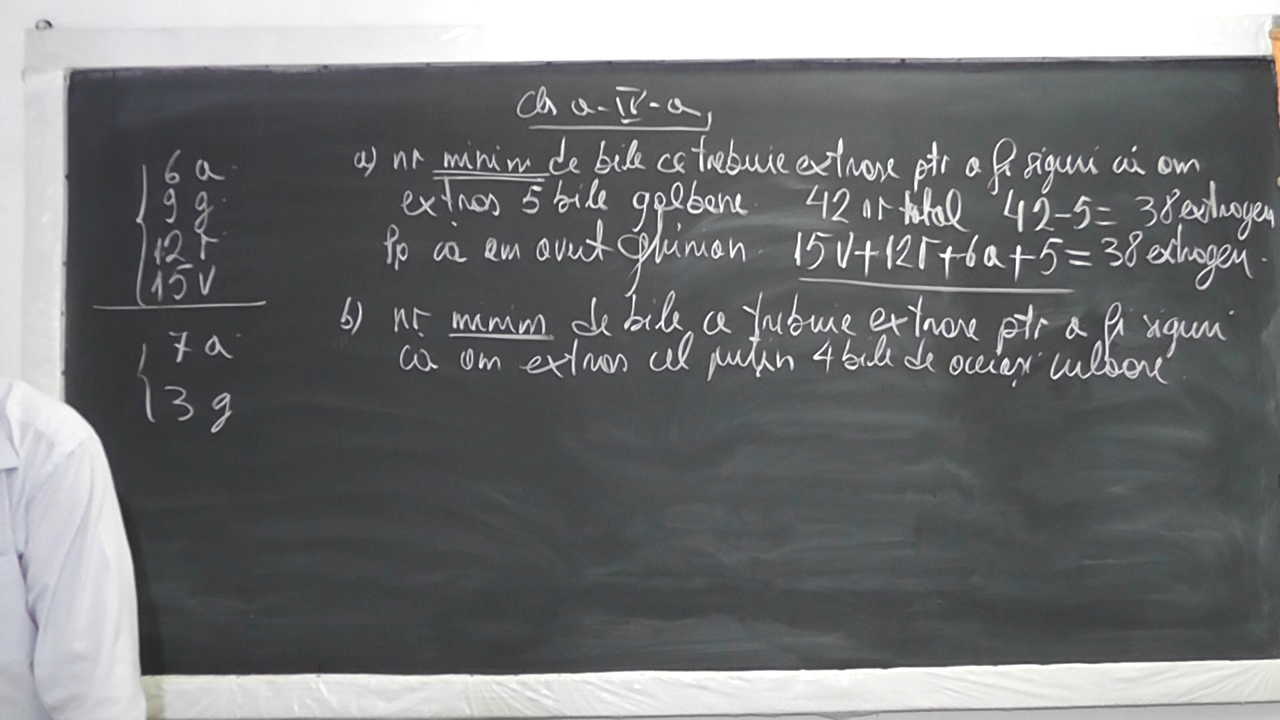 Cls a-IV-a,
6 a
9 g
12 r
15 V
7 a
3 g
a) nr minim de bile ce trebuie extrase ptr a fi siguri că am
extras 5 bile galbene. 42 nr total 42-5= 38 extrageri
Pp că am avut ghinion. 15V+12r+6a+5=38 extrageri.
b) nr minim de bile, ce trebuie extrase ptr a fi siguri
că am extras cel puțin 4 bile de aceiași culoare.